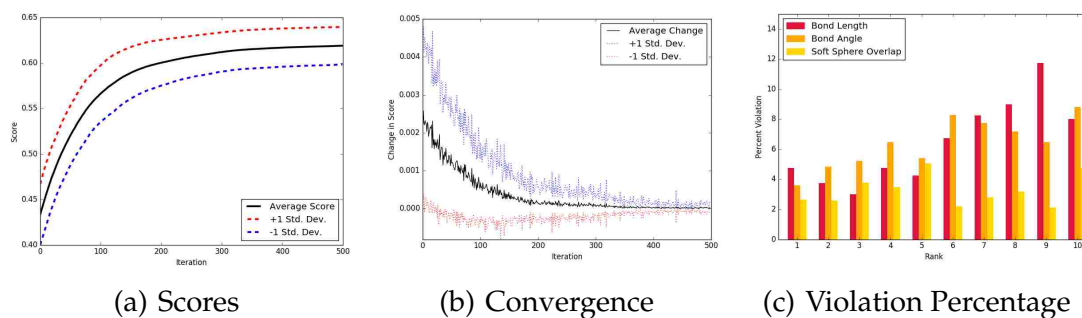 0.65
0.60
0.55
0.50
0.45
0.40
Score
0 100 200 300 400 500
Iteration
Average Score
+1 Std. Dev.
-1 Std. Dev.
(a) Scores
0.005
0.004
0.003
0.002
0.001
0.000
Change in Score
0 100 200 300 400 500
Iteration
Average Change
+1 Std. Dev.
-1 Std. Dev.
(b) Convergence
14
12
10
8
6
4
2
0
Percent Violation
1 2 3 4 5 6 7 8 9 10
Rank
Bond Length
Bond Angle
Soft Sphere Overlap
(c) Violation Percentage